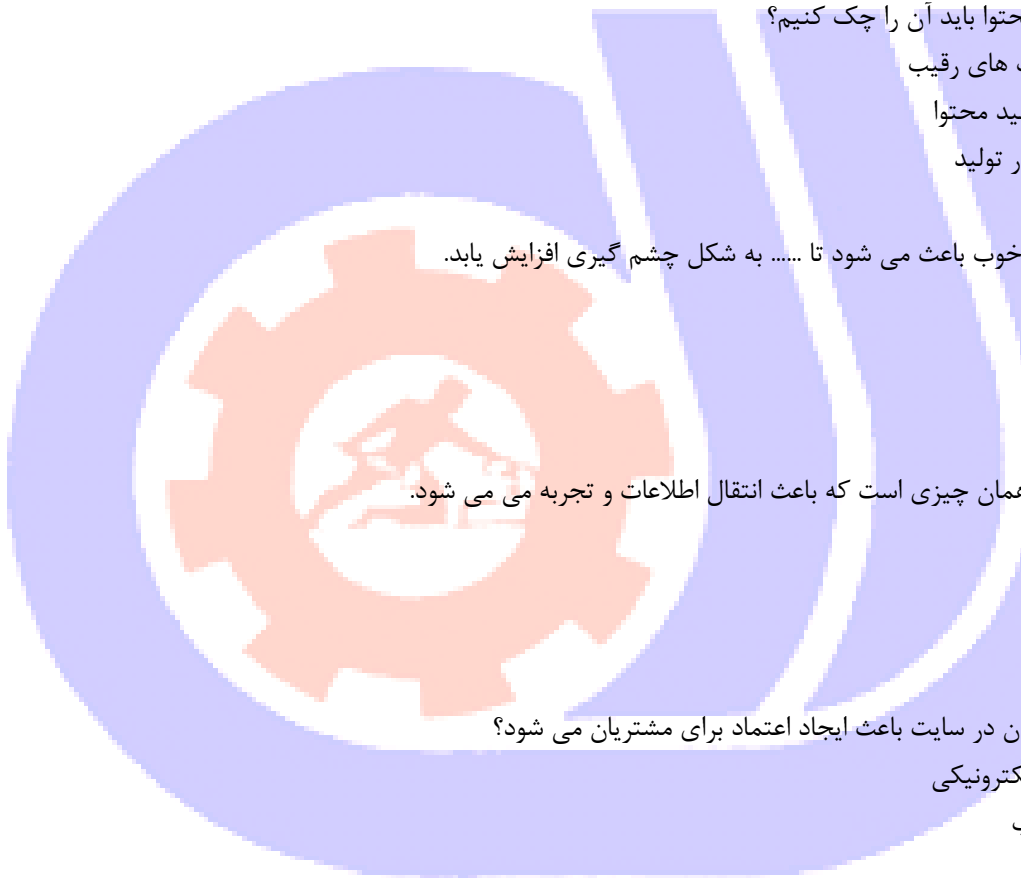 حتوا باید آن را چک کنیم؟
های رقیب
ید محتوا
ر تولید
خوب باعث می شود تا ...... به شکل چشم گیری افزایش یابد.
همان چیزی است که باعث انتقال اطلاعات و تجربه می می شود.
ن در سایت باعث ایجاد اعتماد برای مشتریان می شود؟
کترونیکی